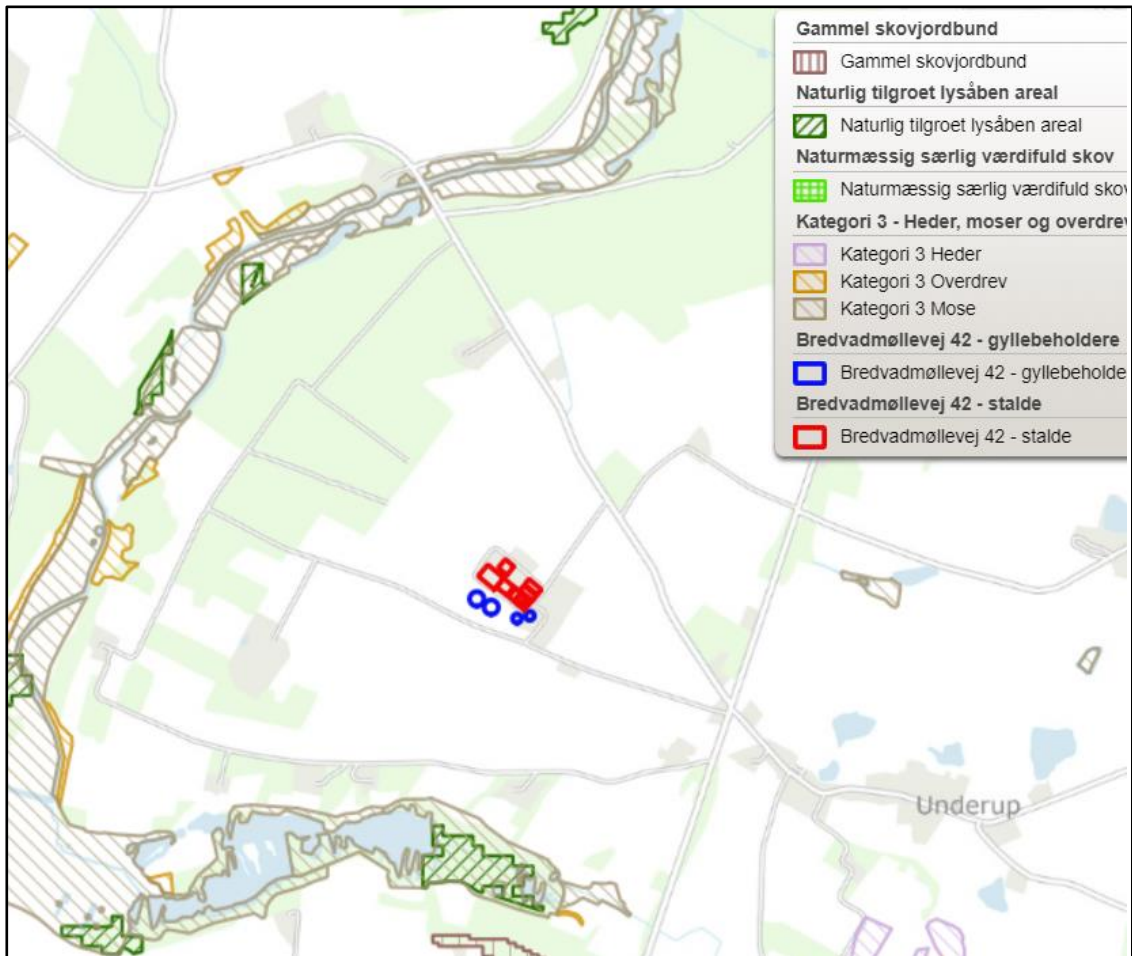 Gammel skovjordbund
Gammel skovjordbund
Naturlig tilgroet lysåben areal
Naturlig tilgroet lysåben areal
Naturmæssig særlig værdifuld skov
Naturmæssig særlig værdifuld skov
Kategori 3 - Heder, moser og overdrev
Kategori 3 Heder
Kategori 3 Overdrev
Kategori 3 Mose
Bredvadmøllevej 42 - gyllebeholdere
Bredvadmøllevej 42 - gyllebeholde
Bredvadmøllevej 42 - stalde
Bredvadmøllevej 42 - stalde
Underup